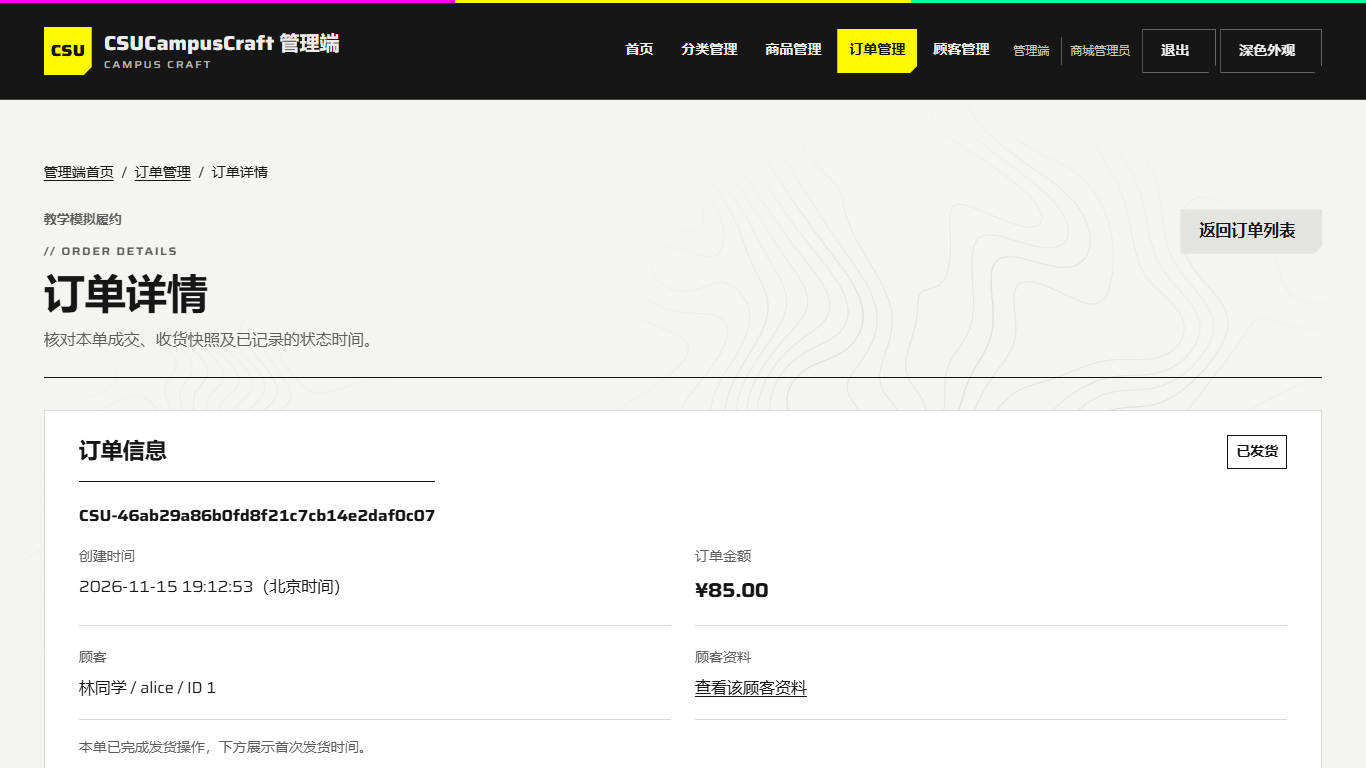 CSU
CSUCampusCraft 管理端
CAMPUS CRAFT
首页 分类管理 商品管理 订单管理 顾客管理 管理端 商城管理员 退出 深色外观
管理端首页 / 订单管理 / 订单详情
教学模拟履约
返回订单列表
// ORDER DETAILS
订单详情
核对本单成交、收货快照及已记录的状态时间。
订单信息
已发货
CSU-46ab29a86b0fd8f21c7cb14e2daf0c07
创建时间 订单金额
2026-11-15 19:12:53（北京时间） ¥85.00
顾客 顾客资料
林同学 / alice / ID 1 查看该顾客资料
本单已完成发货操作，下方展示首次发货时间。